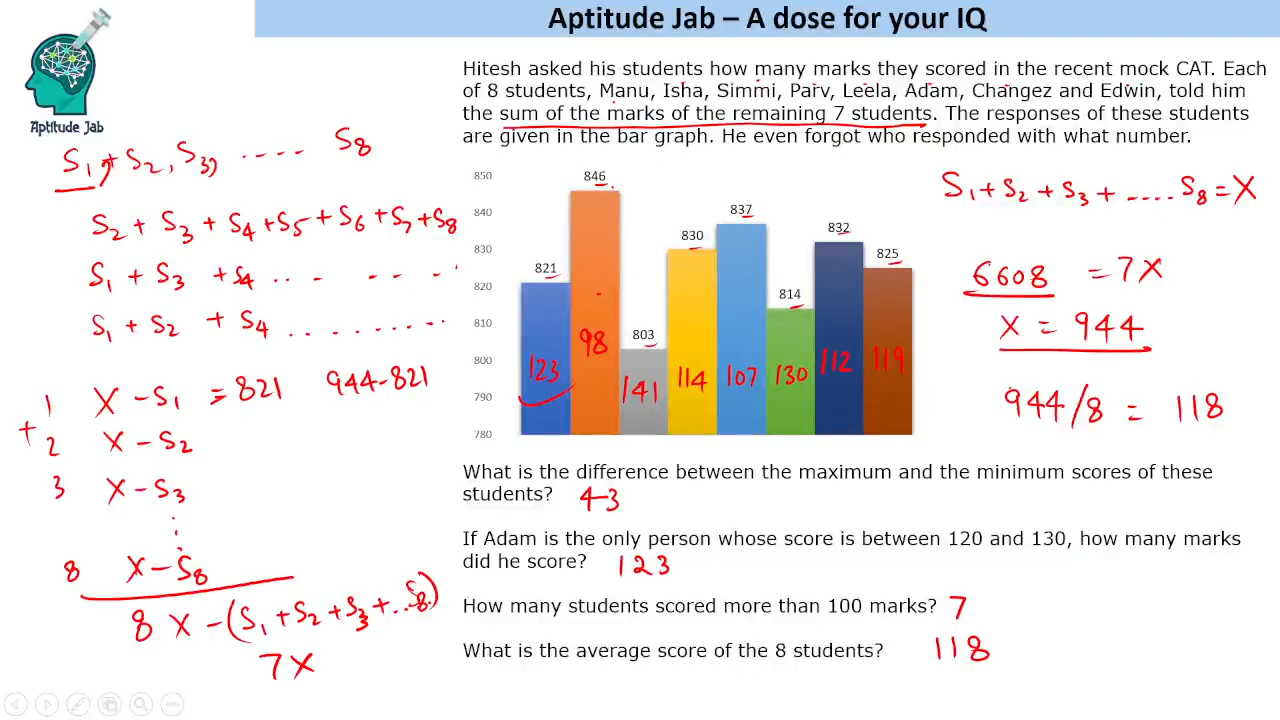 Aptitude Jab – A dose for your IQ
Aptitude Jab
Hitesh asked his students how many marks they scored in the recent mock CAT. Each
of 8 students, Manu, Isha, Simmi, Parv, Leela, Adam, Changez and Edwin, told him
the sum of the marks of the remaining 7 students. The responses of these students
are given in the bar graph. He even forgot who responded with what number.
S1 + S2, S3, .... S8
S2 + S3 + S4 + S5 + S6 + S7 + S8
S1 + S3 + S4 .. . . . . .
S1 + S2 + S4 . . . . . . . .
1 X - S1 = 821 944-821
+
2 X - S2
3 X - S3
8 X - S8
8 X - (S1 + S2 + S3 + ...S8)
7X
850
840
830
820
810
800
790
780
821
846
803
830
837
814
832
825
123
98
141
114
107
130
112
119
S1 + S2 + S3 + ..... S8 = X
6608 = 7X
X = 944
944/8 = 118
What is the difference between the maximum and the minimum scores of these
students? 43
If Adam is the only person whose score is between 120 and 130, how many marks
did he score? 123
How many students scored more than 100 marks? 7
What is the average score of the 8 students? 118